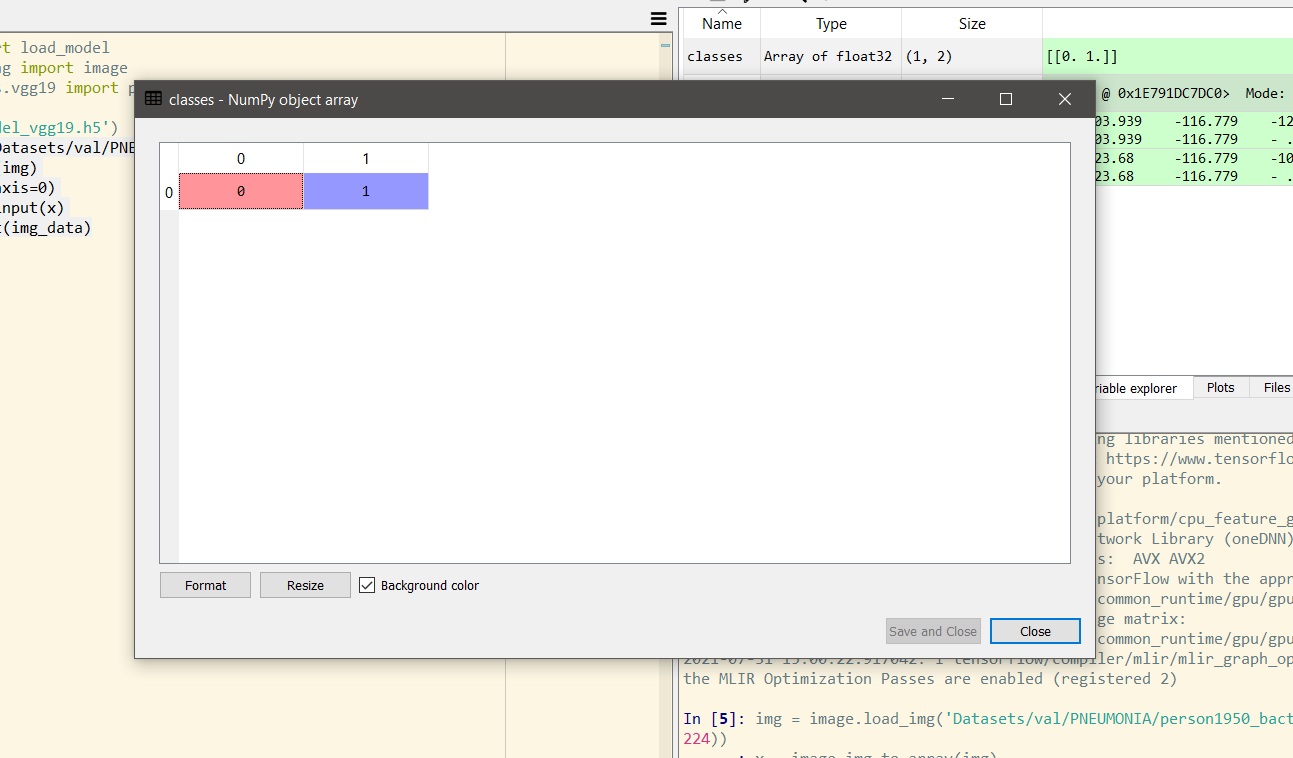 rt load_model
ng import image
s.vgg19 import p
del_vgg19.h5')
Datasets/val/PNE
(img)
axis=0)
input(x)
t(img_data)
Name Type Size
classes Array of float32 (1, 2) [[0. 1.]]
@ 0x1E791DC7DC0> Mode:
03.939 -116.779 -12
03.939 -116.779 - .
23.68 -116.779 -10
23.68 -116.779 - .
classes - NumPy object array
0 1
0 0 1
Format Resize Background color
Save and Close Close
riable explorer Plots Files
ng libraries mentioned
https://www.tensorflo
your platform.
platform/cpu_feature_g
twork Library (oneDNN)
s: AVX AVX2
nsorFlow with the appr
common_runtime/gpu/gpu
ge matrix:
common_runtime/gpu/gpu
2021-07-31 15:00:22.917042: I tensorflow/compiler/mlir/mlir_graph_op
the MLIR Optimization Passes are enabled (registered 2)
In [5]: img = image.load_img('Datasets/val/PNEUMONIA/person1950_bact
224))
x = image.img_to_array(img)